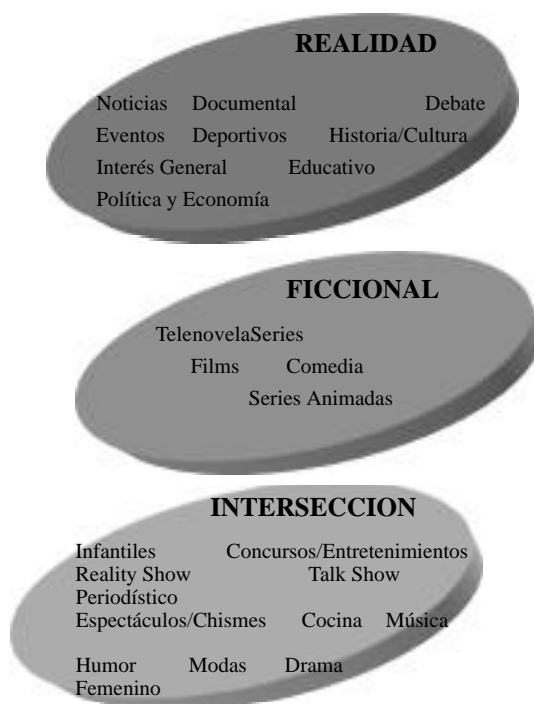 REALIDAD
Noticias Documental Debate
Eventos Deportivos Historia/Cultura
Interés General Educativo
Política y Economía
FICCIONAL
TelenovelaSeries
Films Comedia
Series Animadas
INTERSECCION
Infantiles Concursos/Entretenimientos
Reality Show Talk Show
Periodístico
Espectáculos/Chismes Cocina Música
Humor Modas Drama
Femenino